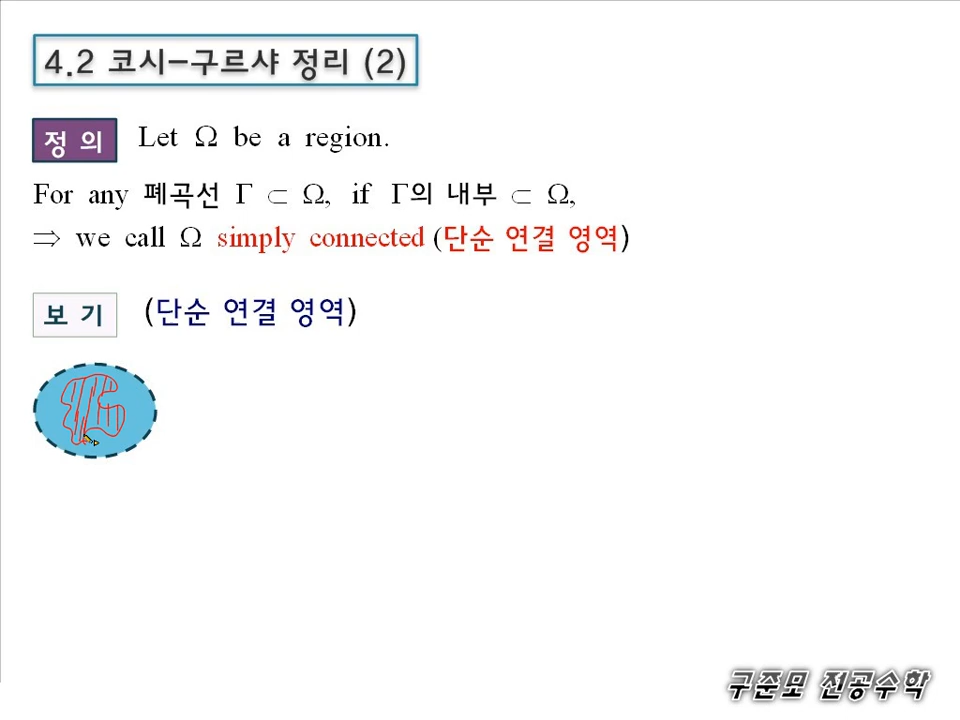 4.2 코시-구르샤 정리 (2)
정 의 Let Ω be a region.
For any 폐곡선 Γ ⊂ Ω, if Γ의 내부 ⊂ Ω,
⇒ we call Ω simply connected (단순 연결 영역)
보 기 (단순 연결 영역)
구준모 전공수학